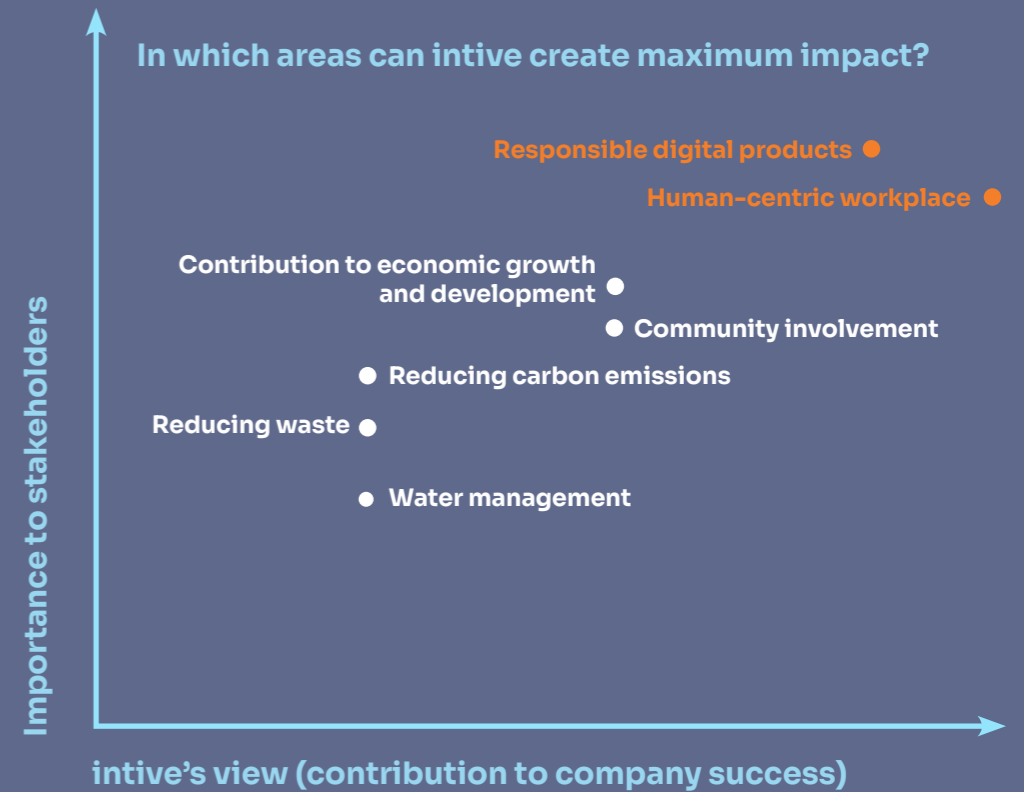 In which areas can intive create maximum impact?
Responsible digital products
Human-centric workplace
Contribution to economic growth
and development
Community involvement
Reducing carbon emissions
Reducing waste
Water management
Importance to stakeholders
intive’s view (contribution to company success)